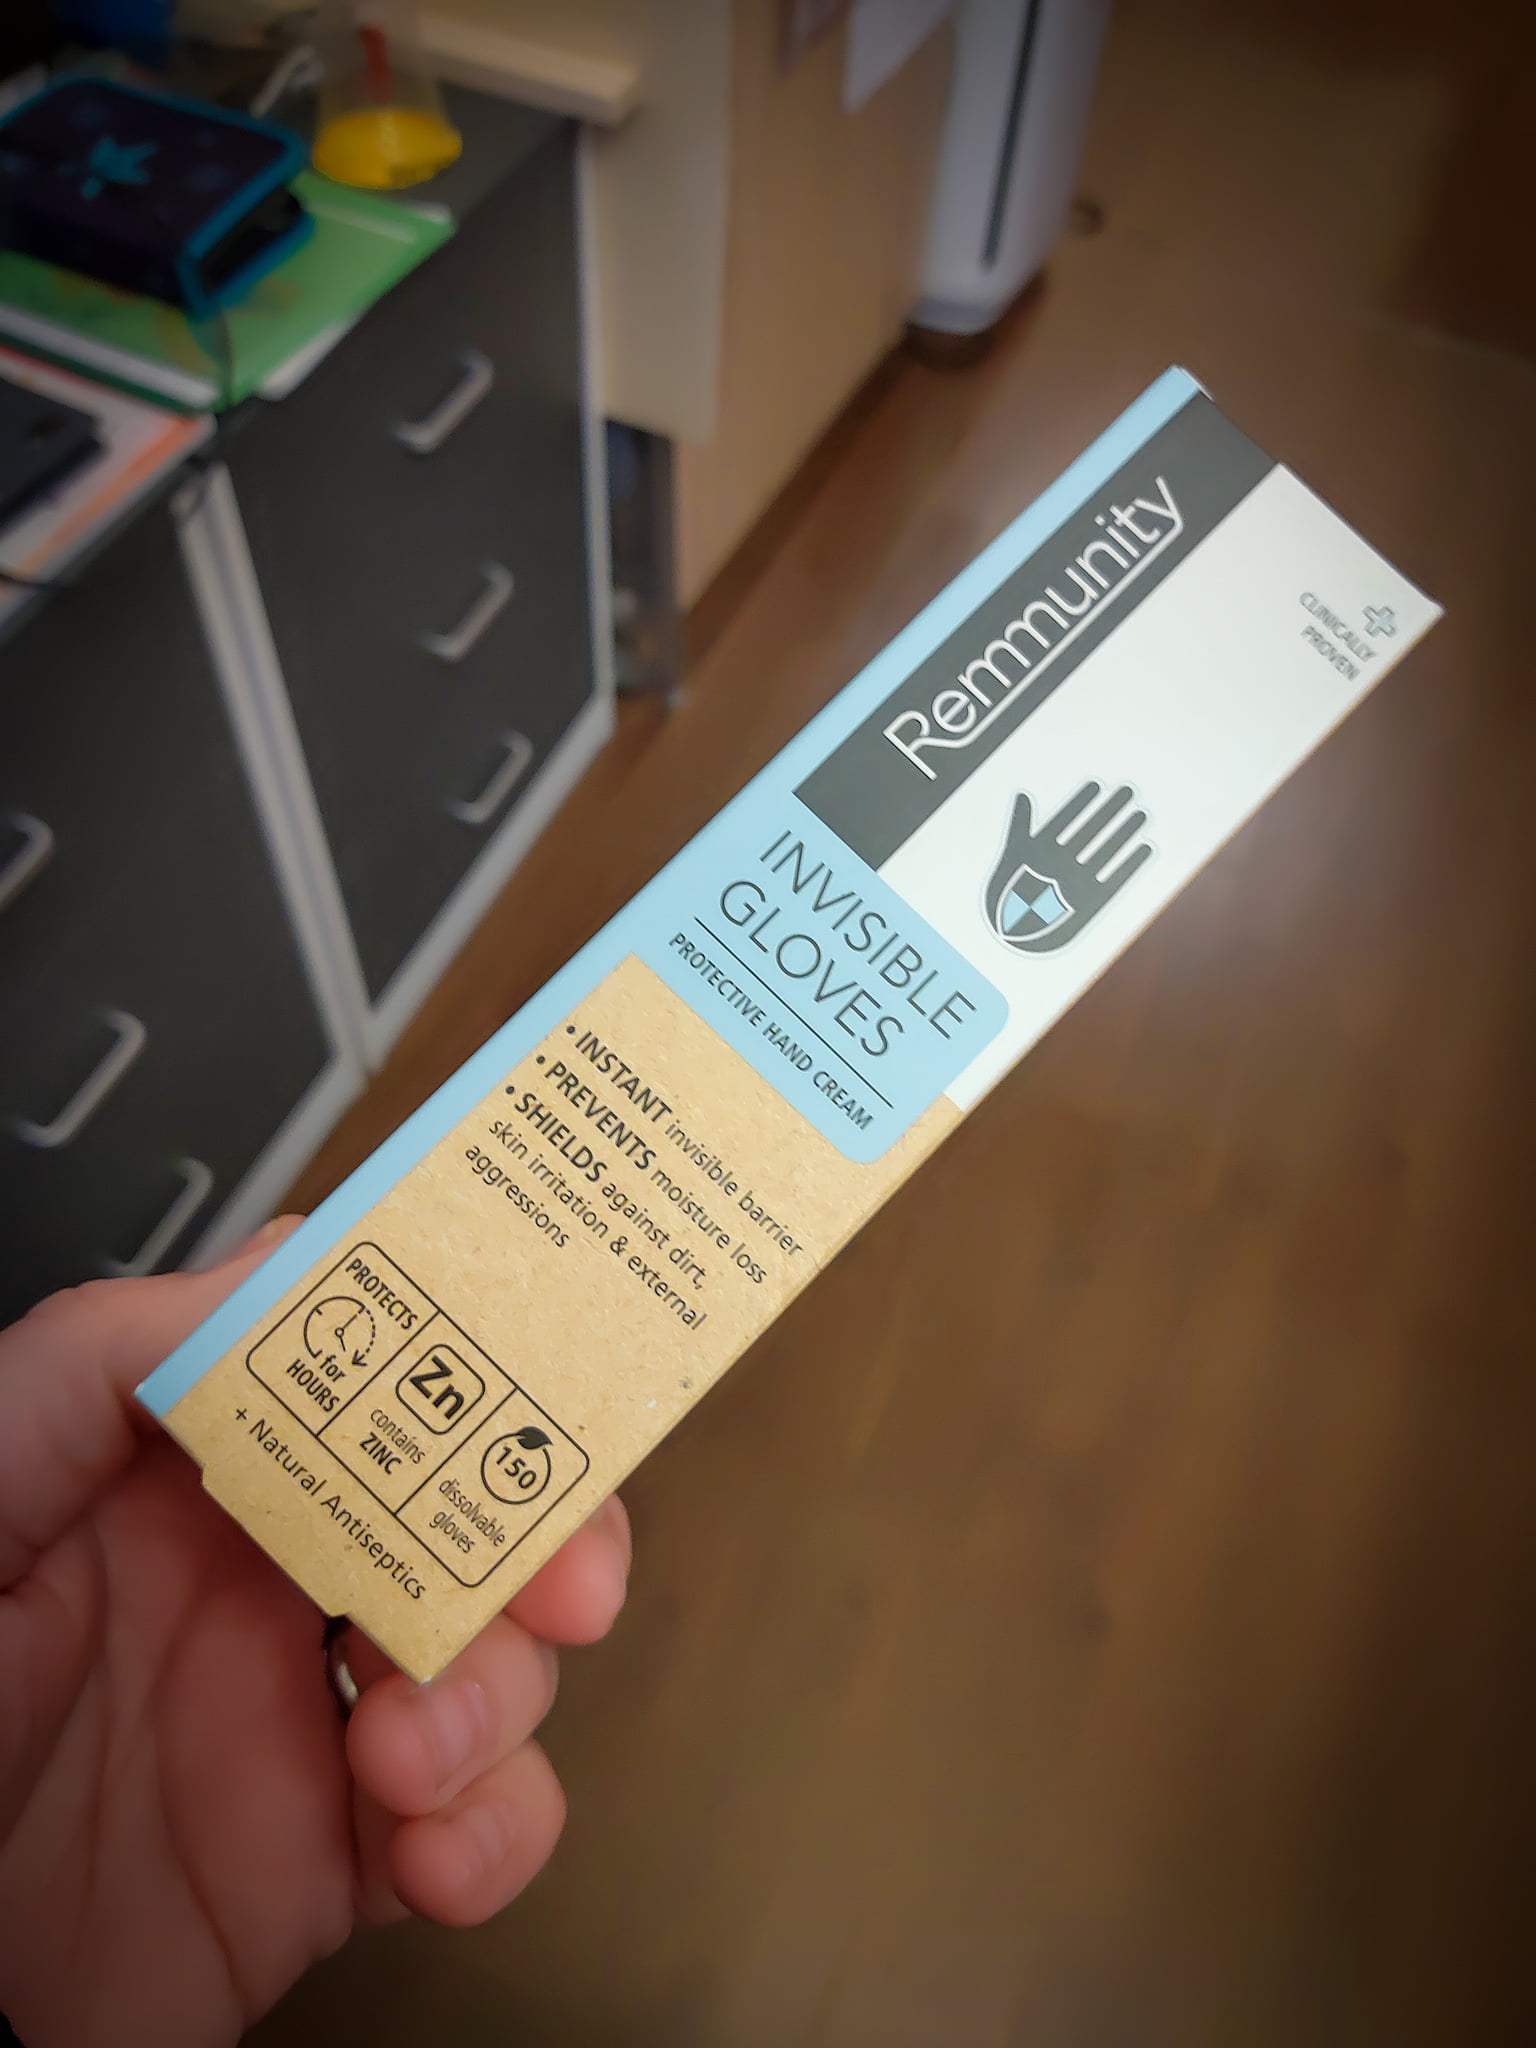 Remmunity
CLINICALLY
PROVEN
INVISIBLE
GLOVES
PROTECTIVE HAND CREAM
• INSTANT invisible barrier
• PREVENTS moisture loss
• SHIELDS against dirt,
skin irritation & external
aggressions
PROTECTS
for
HOURS
Zn
contains
ZINC
150
dissolvable
gloves
+ Natural Antiseptics